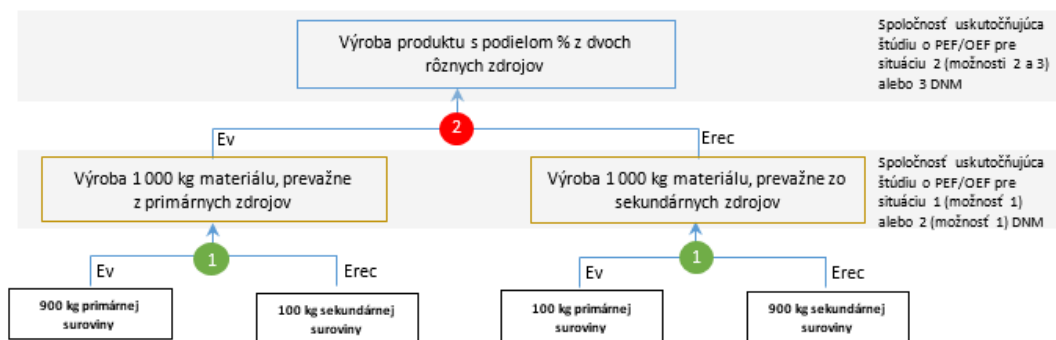 Výroba produktu s podielom % z dvoch
rôznych zdrojov
Spoločnosť uskutočňujúca
štúdiu o PEF/OEF pre
situáciu 2 (možnosti 2 a 3)
alebo 3 DNM
2
Ev
Erec
Výroba 1 000 kg materiálu, prevažne
z primárnych zdrojov
Výroba 1 000 kg materiálu, prevažne zo
sekundárnych zdrojov
Spoločnosť uskutočňujúca
štúdiu o PEF/OEF pre
situáciu 1 (možnosť 1)
alebo 2 (možnosť 1) DNM
1
1
Ev
Erec
Ev
Erec
900 kg primárnej
suroviny
100 kg sekundárnej
suroviny
100 kg primárnej
suroviny
900 kg sekundárnej
suroviny